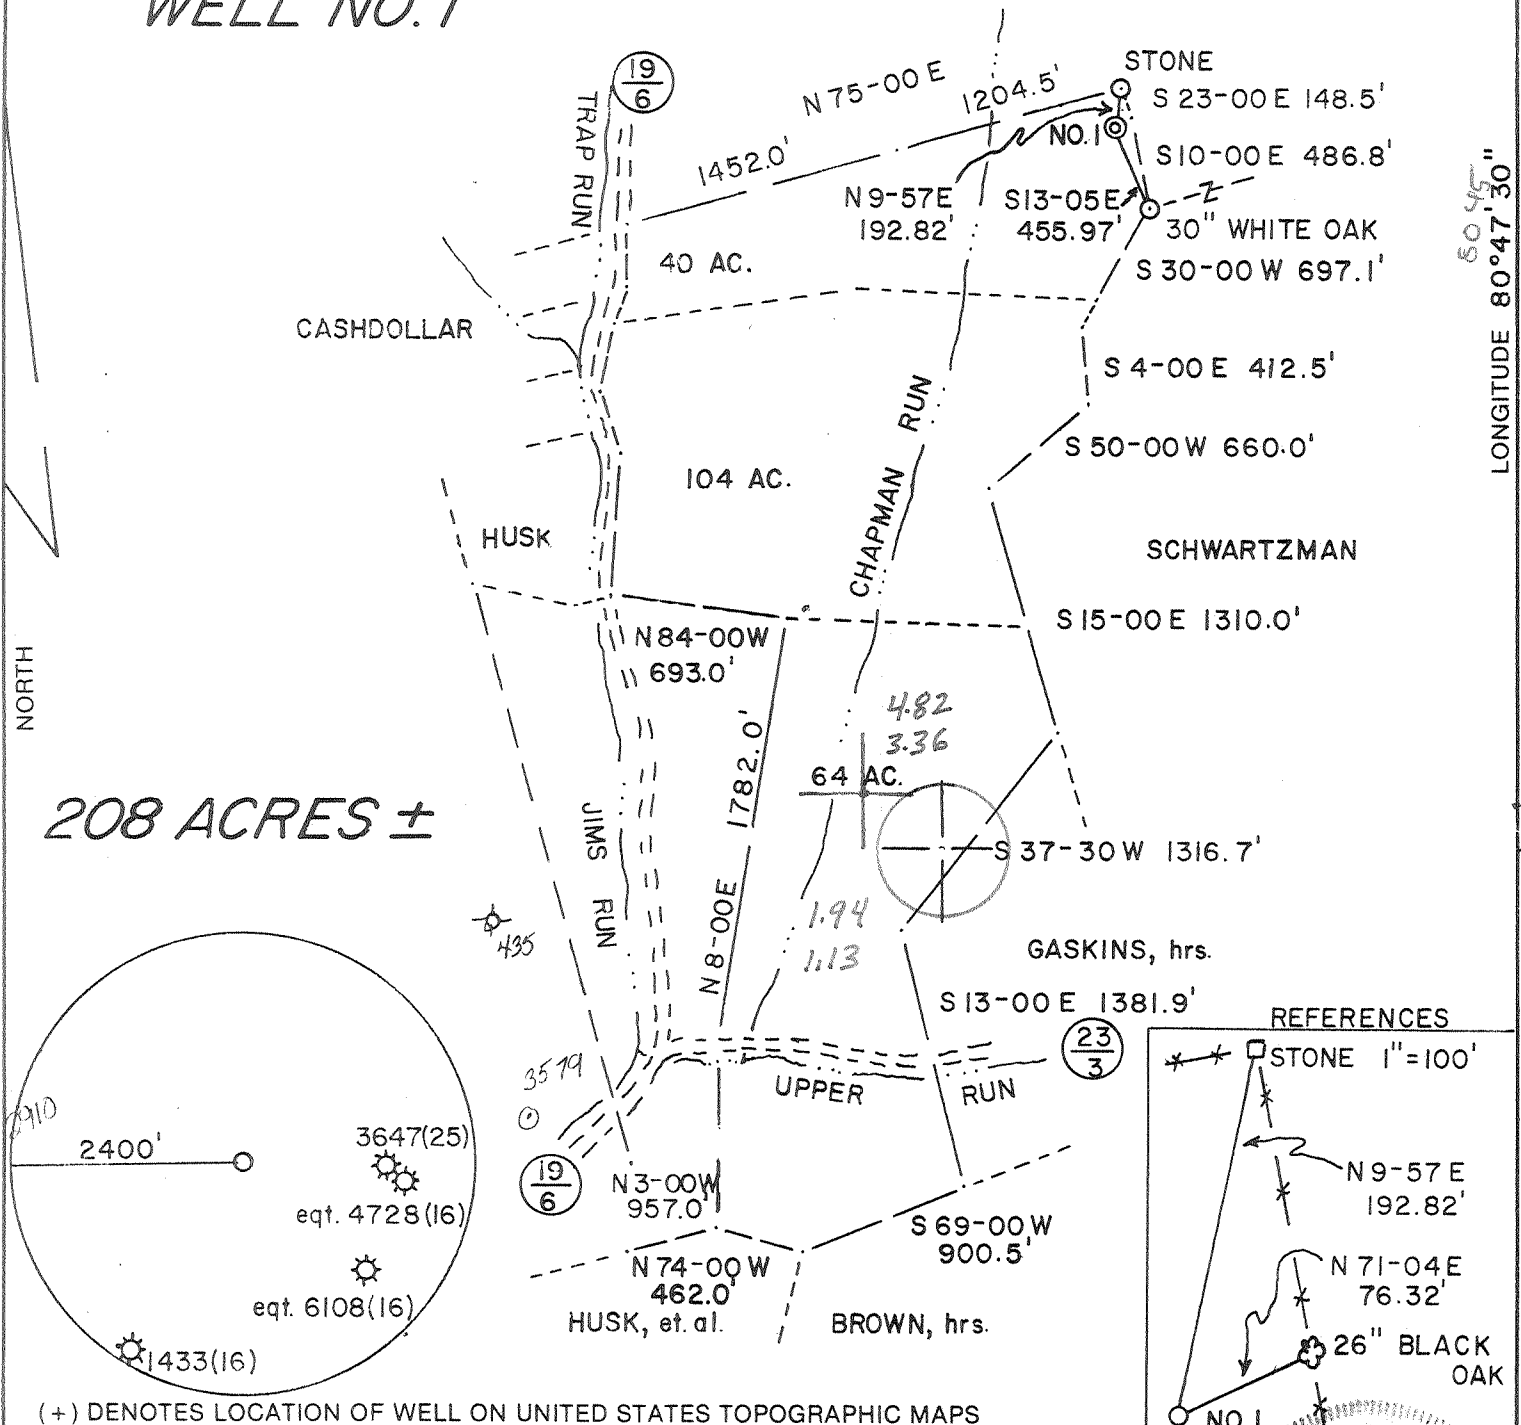 WELL NO. 1
STONE
19
6
N 75-00 E
1204.5'
S 23-00 E 148.5'
TRAP RUN
NO. 1
1452.0'
S 10-00 E 486.8'
N 9-57 E
192.82'
S 13-05 E
455.97'
30" WHITE OAK
40 AC.
S 30-00 W 697.1'
80 45
LONGITUDE 80°47'30"
CASHDOLLAR
S 4-00 E 412.5'
CHAPMAN RUN
S 50-00 W 660.0'
104 AC.
HUSK
SCHWARTZMAN
S 15-00 E 1310.0'
N 84-00 W
693.0'
NORTH
4.82
3.36
64 AC.
1782.0'
N 8-00 E
208 ACRES ±
JIMS RUN
S 37-30 W 1316.7'
435
1.94
1.13
GASKINS, hrs.
S 13-00 E 1381.9'
23
3
UPPER RUN
3579
19
6
N 3-00 W
957.0'
S 69-00 W
900.5'
N 74-00 W
462.0'
HUSK, et. al.
BROWN, hrs.
2400'
3647(25)
eqt. 4728(16)
eqt. 6108(16)
1433(16)
REFERENCES
STONE 1"=100'
N 9-57 E
192.82'
N 71-04 E
76.32'
26" BLACK
OAK
NO. 1
(+) DENOTES LOCATION OF WELL ON UNITED STATES TOPOGRAPHIC MAPS